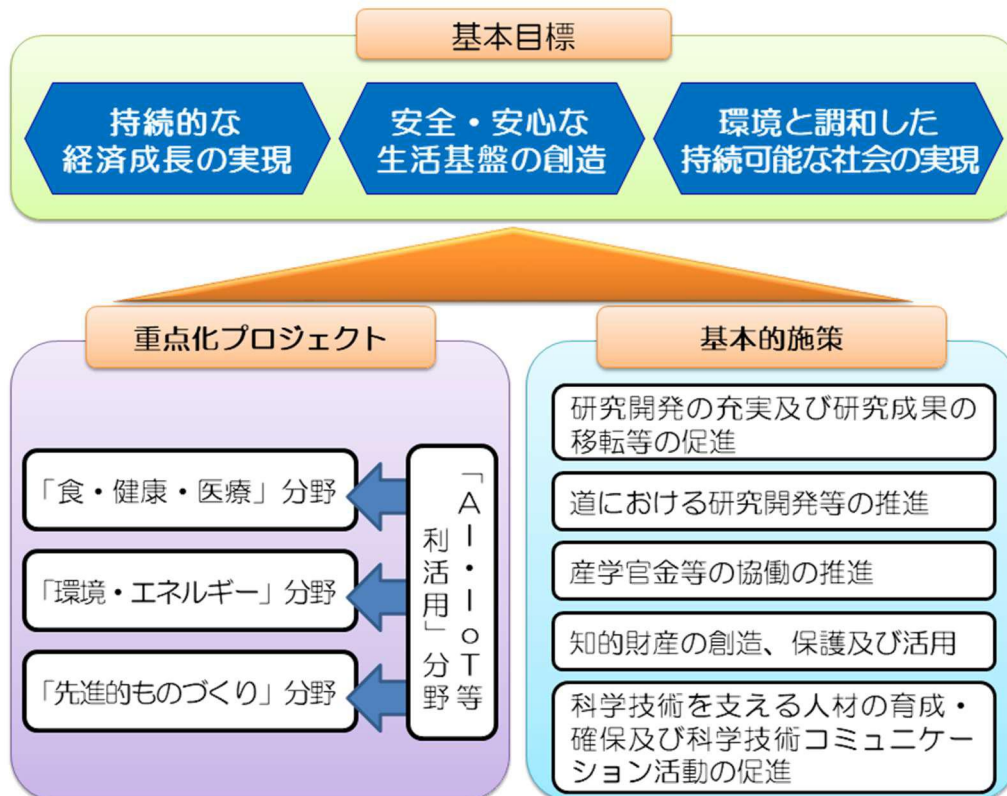 基本目標
持続的な
経済成長の実現
安全・安心な
生活基盤の創造
環境と調和した
持続可能な社会の実現
重点化プロジェクト
「食・健康・医療」分野
「環境・エネルギー」分野
「先進的ものづくり」分野
「AI・IoT等
利活用」分野
基本的施策
研究開発の充実及び研究成果の
移転等の促進
道における研究開発等の推進
産学官金等の協働の推進
知的財産の創造、保護及び活用
科学技術を支える人材の育成・
確保及び科学技術コミュニケー
ション活動の促進